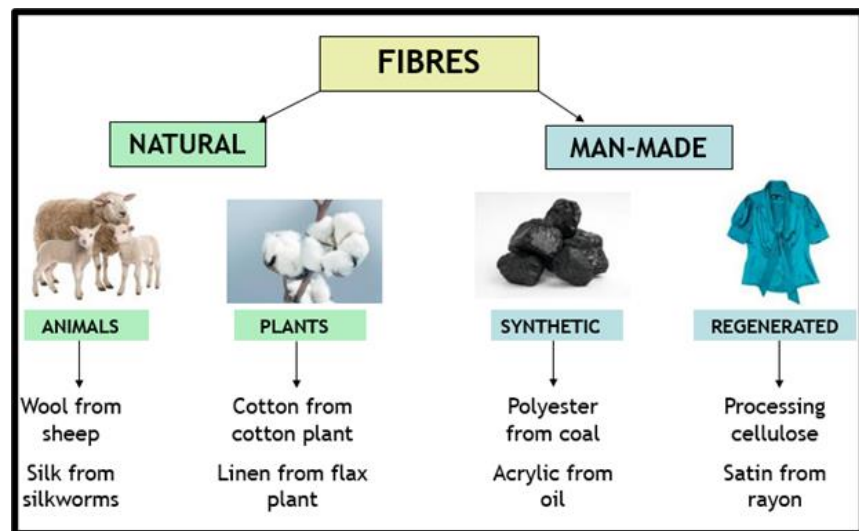 FIBRES
NATURAL
MAN-MADE
ANIMALS
PLANTS
SYNTHETIC
REGENERATED
Wool from
sheep
Silk from
silkworms
Cotton from
cotton plant
Linen from flax
plant
Polyester
from coal
Acrylic from
oil
Processing
cellulose
Satin from
rayon